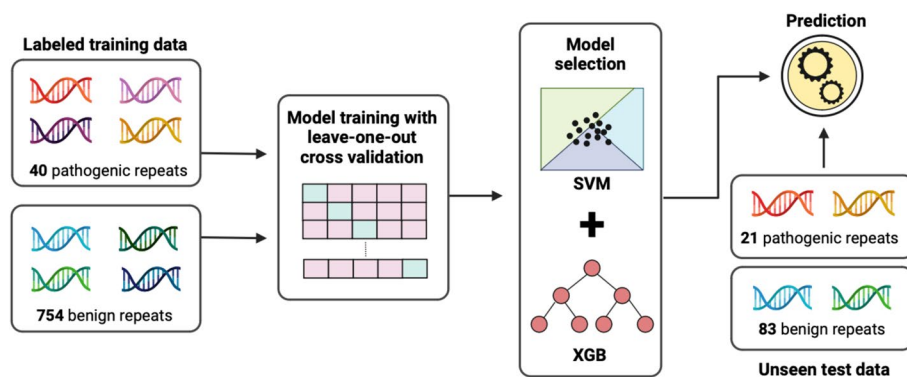 Labeled training data
40 pathogenic repeats
754 benign repeats
Model training with
leave-one-out
cross validation
Model
selection
SVM
+
XGB
Prediction
21 pathogenic repeats
83 benign repeats
Unseen test data